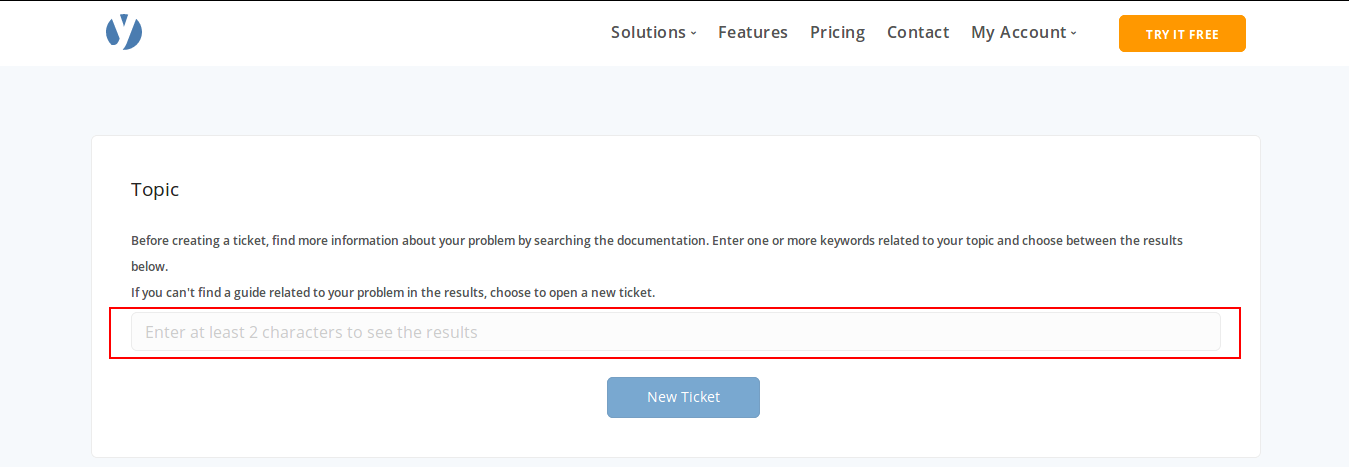 Solutions Features Pricing Contact My Account TRY IT FREE
Topic
Before creating a ticket, find more information about your problem by searching the documentation. Enter one or more keywords related to your topic and choose between the results
below.
If you can't find a guide related to your problem in the results, choose to open a new ticket.
Enter at least 2 characters to see the results
New Ticket